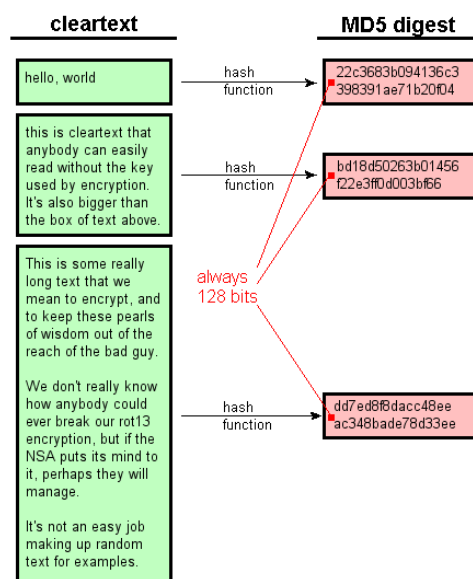 cleartext
MD5 digest
hello, world
hash
function
22c3683b094136c3
398391ae71b20f04
this is cleartext that
anybody can easily
read without the key
used by encryption.
It's also bigger than
the box of text above.
hash
function
bd18d50263b01456
f22e3ff0d003bf66
always
128 bits
This is some really
long text that we
mean to encrypt, and
to keep these pearls
of wisdom out of the
reach of the bad guy.
We don't really know
how anybody could
ever break our rot13
encryption, but if the
NSA puts its mind to
it, perhaps they will
manage.
It's not an easy job
making up random
text for examples.
hash
function
dd7ed8f8dacc48ee
ac348bade78d33ee